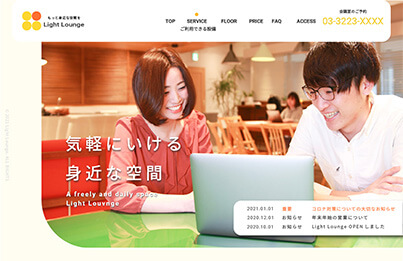 もっと身近な空間を
Light Lounge
TOP SERVICE FLOOR PRICE FAQ ACCESS
ご利用できる設備
会議室のご予約
03-3223-XXXX
気軽にいける
身近な空間
A freely and daily space
Light Louvnge
2021.01.01 重要 コロナ対策についての大切なお知らせ
2020.12.01 お知らせ 年末年始の営業について
2020.10.01 お知らせ Light Lounge OPEN しました